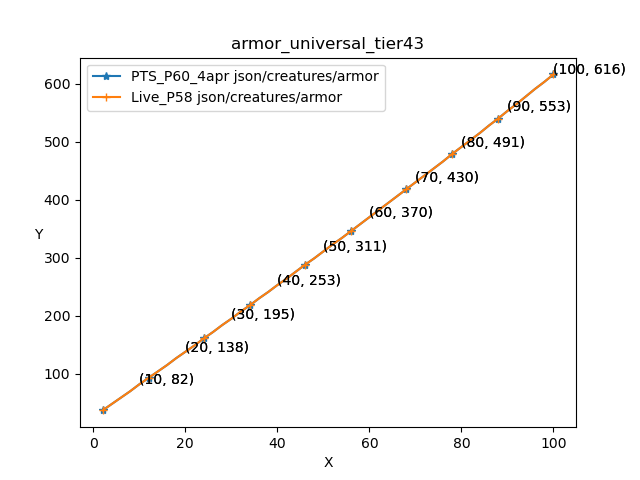 armor_universal_tier43
PTS_P60_4apr json/creatures/armor
Live_P58 json/creatures/armor
(100, 616)
(90, 553)
(80, 491)
(70, 430)
(60, 370)
(50, 311)
(40, 253)
(30, 195)
(20, 138)
(10, 82)
600
500
400
300
200
100
Y
0 20 40 60 80 100
X